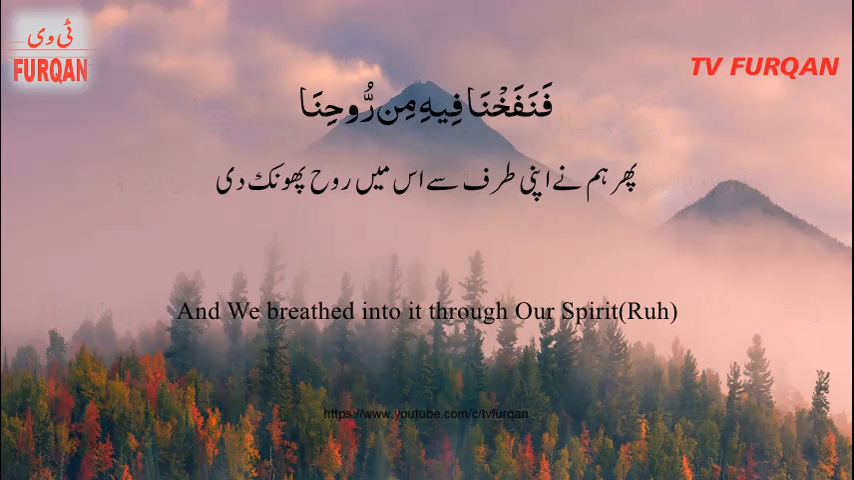 ٹی وی
FURQAN
TV FURQAN
فَنَفَخْنَا فِيهِ مِن رُّوحِنَا
پھر ہم نے اپنی طرف سے اس میں روح پھونک دی
And We breathed into it through Our Spirit(Ruh)
https://www.youtube.com/c/tvfurqan